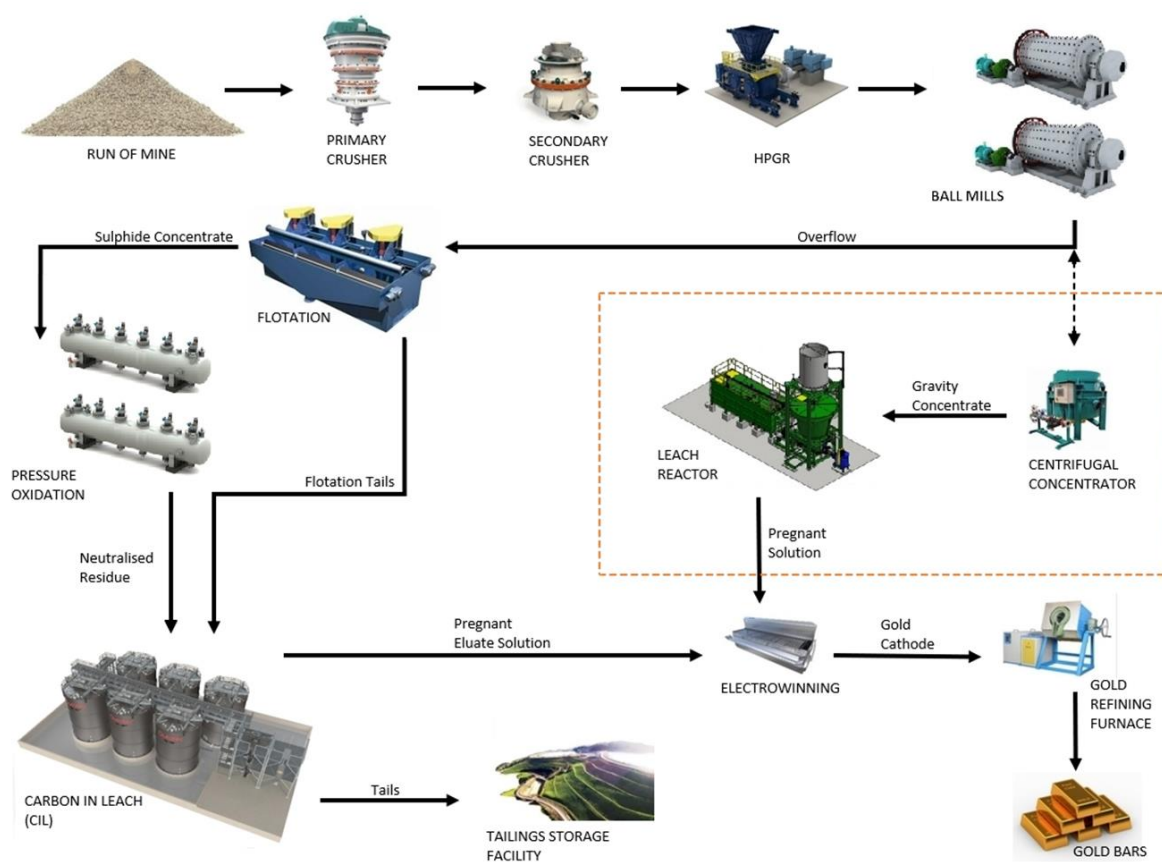 RUN OF MINE
PRIMARY
CRUSHER
SECONDARY
CRUSHER
HPGR
BALL MILLS
Sulphide Concentrate
Overflow
FLOTATION
Gravity
Concentrate
LEACH
REACTOR
CENTRIFUGAL
CONCENTRATOR
PRESSURE
OXIDATION
Flotation Tails
Pregnant
Solution
Neutralised
Residue
Pregnant
Eluate Solution
Gold
Cathode
ELECTROWINNING
GOLD
REFINING
FURNACE
Tails
CARBON IN LEACH
(CIL)
TAILINGS STORAGE
FACILITY
GOLD BARS